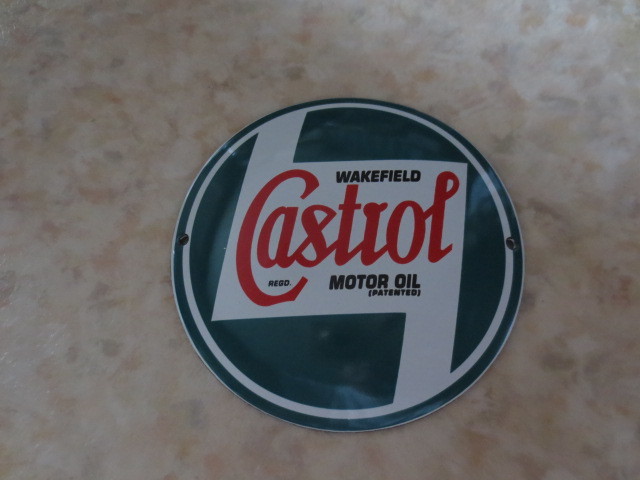 WAKEFIELD
Castrol
REGD. MOTOR OIL
(PATENTED)